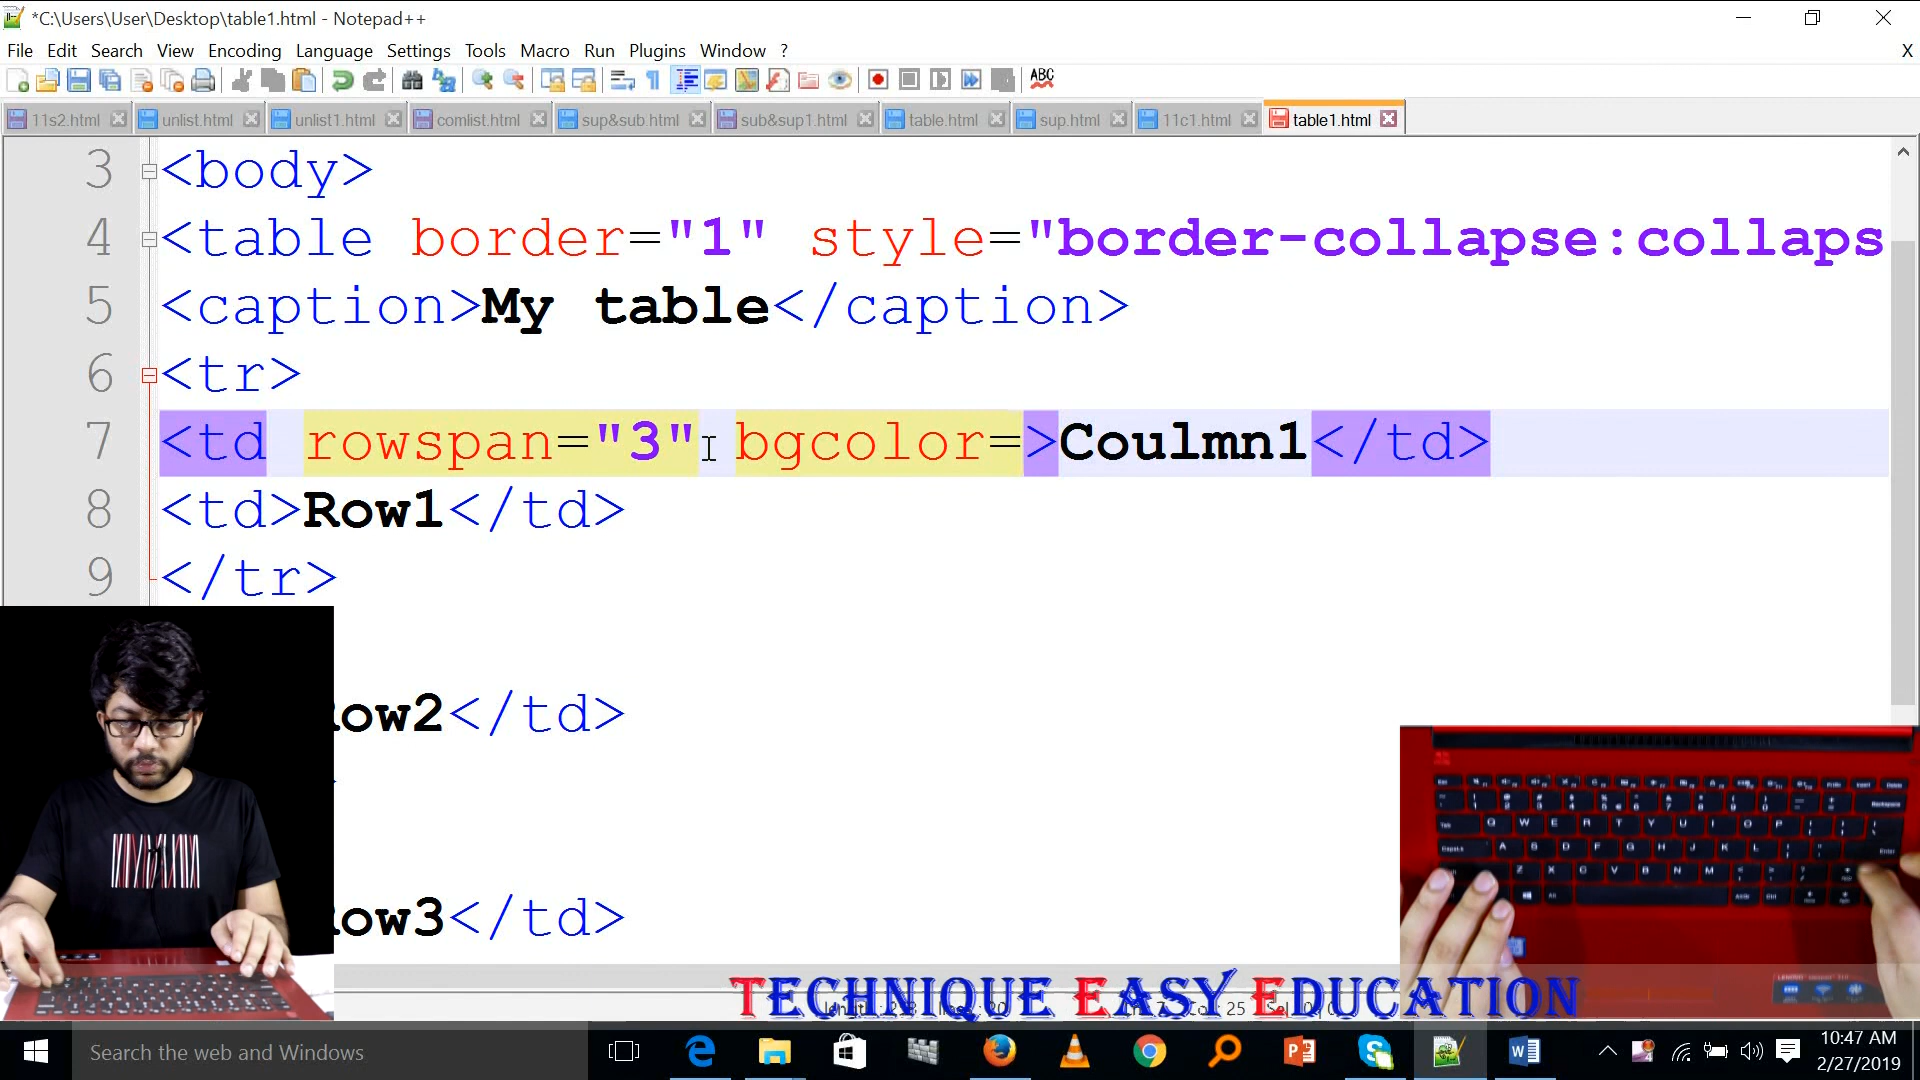 *C:\Users\User\Desktop\table1.html - Notepad++
File Edit Search View Encoding Language Settings Tools Macro Run Plugins Window ? X
ABC
11s2.html unlist.html unlist1.html comlist.html sup&sub.html sub&sup1.html table.html sup.html 11c1.html table1.html
3 <body>
4 <table border="1" style="border-collapse:collaps
5 <caption>My table</caption>
6 <tr>
7 <td rowspan="3" bgcolor=>Coulmn1</td>
8 <td>Row1</td>
9 </tr>
ow2</td>
ow3</td>
TECHNIQUE EASY EDUCATION
Search the web and Windows
10:47 AM
2/27/2019